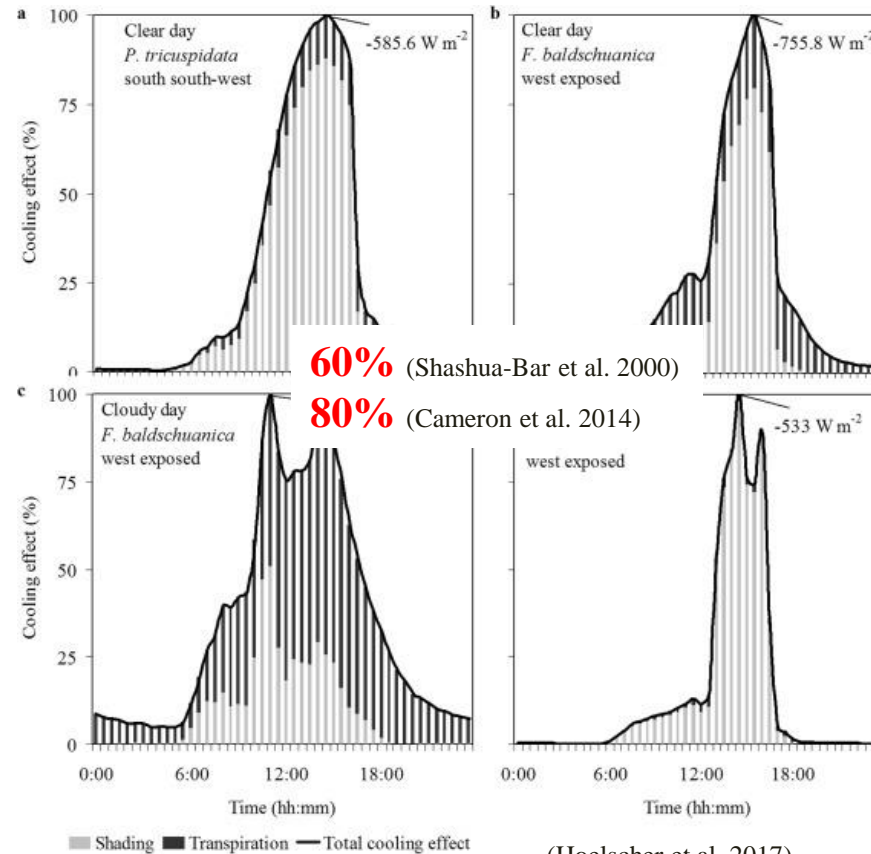 a
100
75
50
25
0
Cooling effect (%)
Clear day
P. tricuspidata
south south-west
-585.6 W m-2
b
Clear day
F. baldschuanica
west exposed
-755.8 W m-2
60% (Shashua-Bar et al. 2000)
80% (Cameron et al. 2014)
c
100
75
50
25
0
Cooling effect (%)
Cloudy day
F. baldschuanica
west exposed
0:00 6:00 12:00 18:00
Time (hh:mm)
west exposed
-533 W m-2
0:00 6:00 12:00 18:00
Time (hh:mm)
Shading Transpiration Total cooling effect
(Hoelscher et al. 2017)